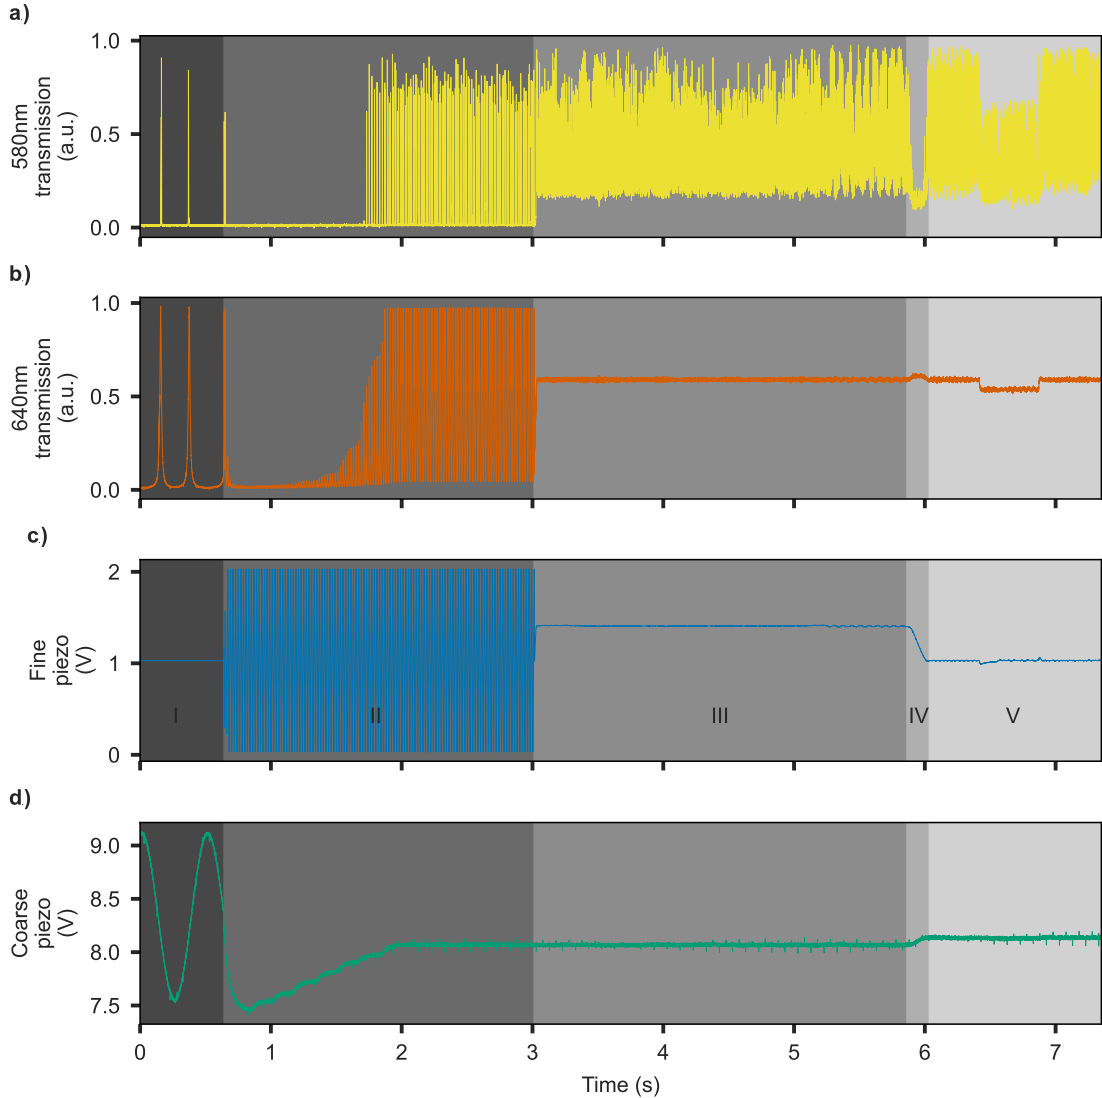 a)
580nm
transmission
(a.u.)
1.0
0.5
0.0
b)
640nm
transmission
(a.u.)
1.0
0.5
0.0
c)
Fine
piezo
(V)
2
1
0
I
II
III
IV
V
d)
Coarse
piezo
(V)
9.0
8.5
8.0
7.5
0 1 2 3 4 5 6 7
Time (s)